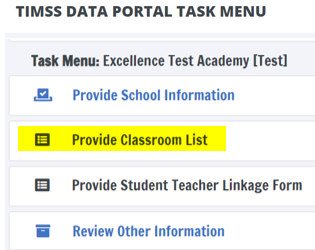 TIMSS DATA PORTAL TASK MENU
Task Menu: Excellence Test Academy [Test]
Provide School Information
Provide Classroom List
Provide Student Teacher Linkage Form
Review Other Information